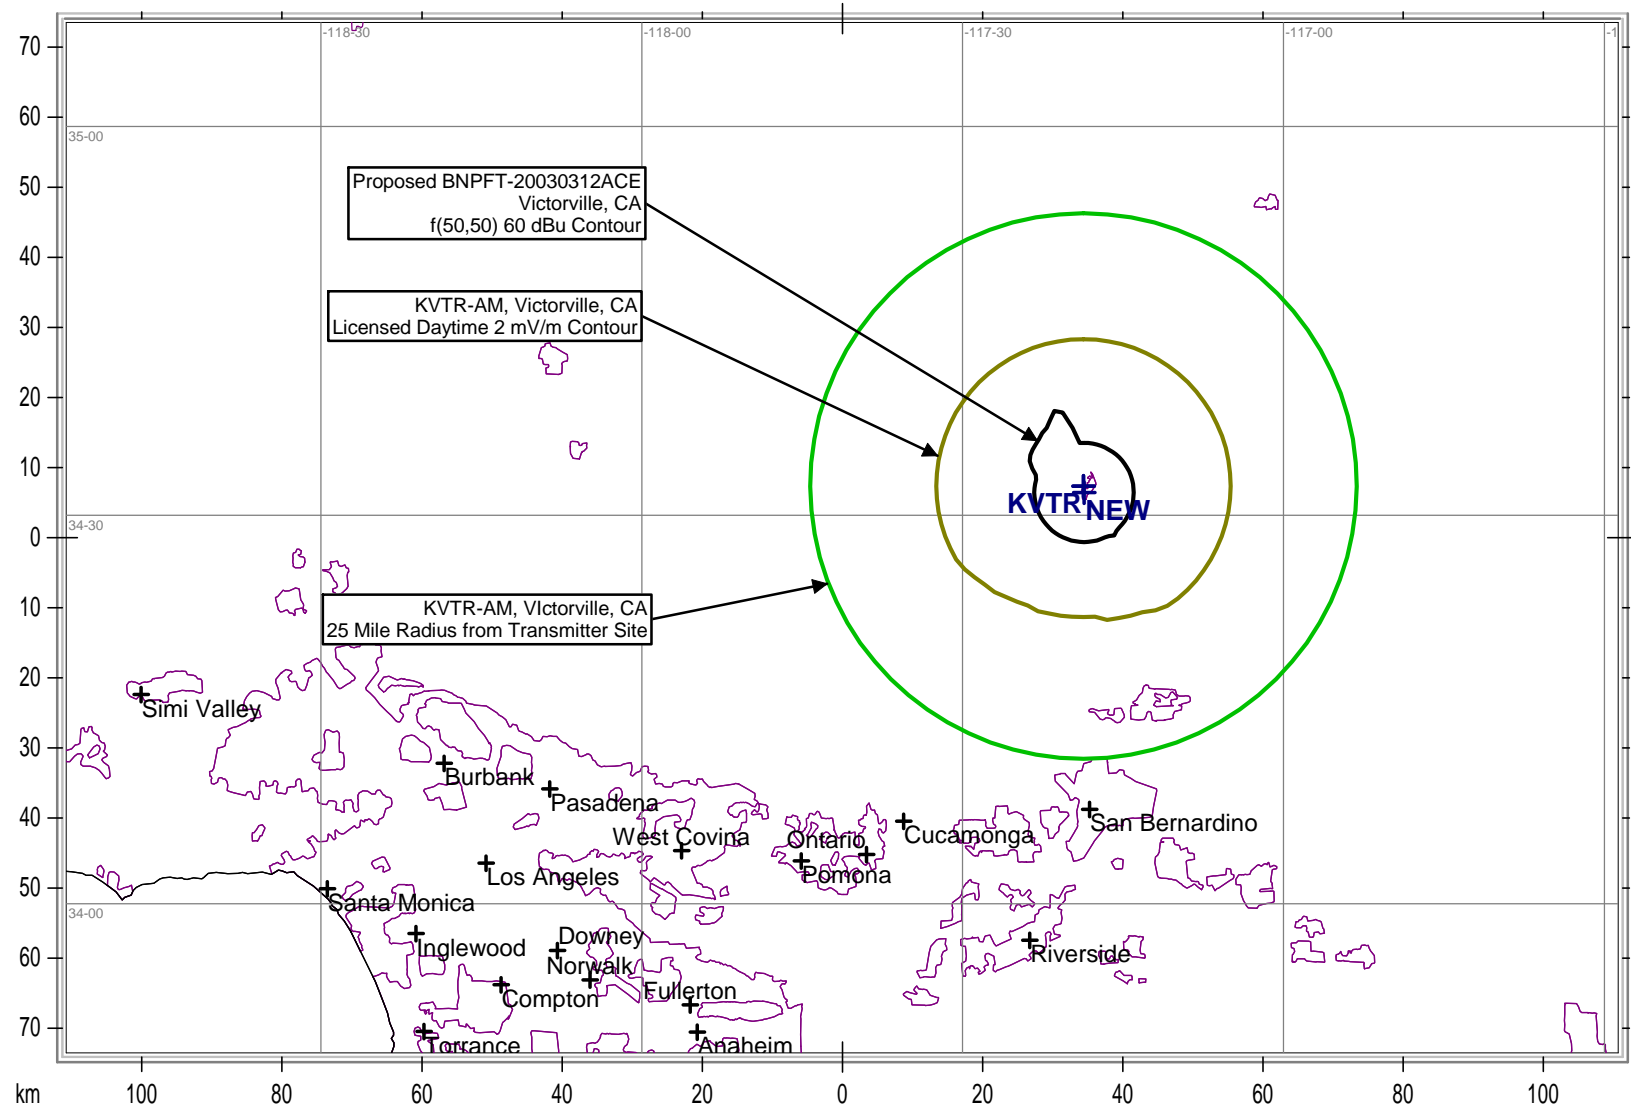 -118-30
-118-00
-117-30
-117-00
-1
70
60
35-00
50
Proposed BNPFT-20030312ACE
Victorville, CA
f(50,50) 60 dBu Contour
40
KVTR-AM, Victorville, CA
Licensed Daytime 2 mV/m Contour
30
20
10
KVTR
NEW
34-30
0
10
KVTR-AM, VIctorville, CA
25 Mile Radius from Transmitter Site
20
Simi Valley
30
Burbank
Pasadena
40
West Covina
Ontario
Cucamonga
San Bernardino
Los Angeles
Pomona
50
Santa Monica
34-00
Inglewood
Downey
Riverside
60
Norwalk
Compton
Fullerton
70
Torrance
Anaheim
km
100
80
60
40
20
0
20
40
60
80
100